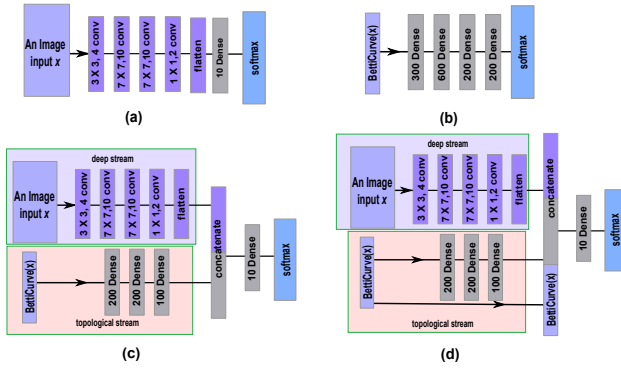 An Image
input x
3 X 3, 4 conv
7 X 7,10 conv
7 X 7,10 conv
1 X 1,2 conv
flatten
10 Dense
softmax
(a)
BettiCurve(x)
300 Dense
600 Dense
200 Dense
200 Dense
softmax
(b)
deep stream
An Image
input x
3 X 3, 4 conv
7 X 7,10 conv
7 X 7,10 conv
1 X 1,2 conv
flatten
BettiCurve(x)
200 Dense
200 Dense
100 Dense
topological stream
concatenate
10 Dense
softmax
(c)
deep stream
An Image
input x
3 X 3, 4 conv
7 X 7,10 conv
7 X 7,10 conv
1 X 1,2 conv
flatten
BettiCurve(x)
200 Dense
200 Dense
100 Dense
topological stream
concatenate
BettiCurve(x)
10 Dense
softmax
(d)